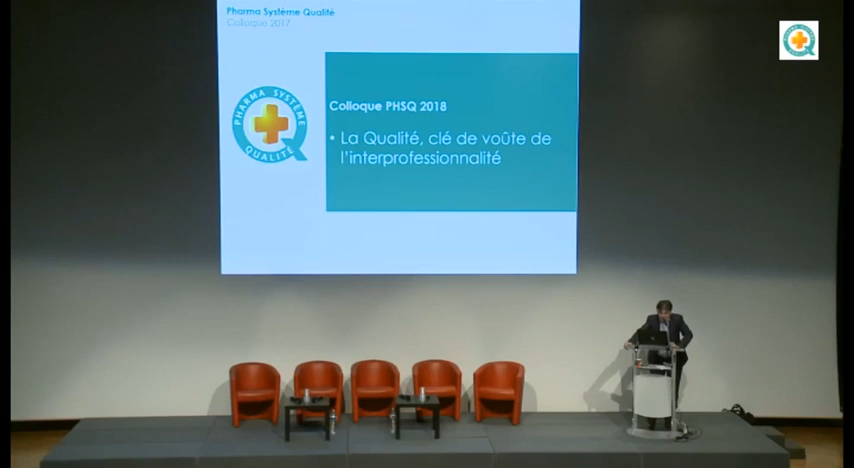 Pharma Système Qualité
Colloque 2017
PHARMA SYSTÈME
QUALITÉ
Colloque PHSQ 2018
• La Qualité, clé de voûte de
l'interprofessionnalité